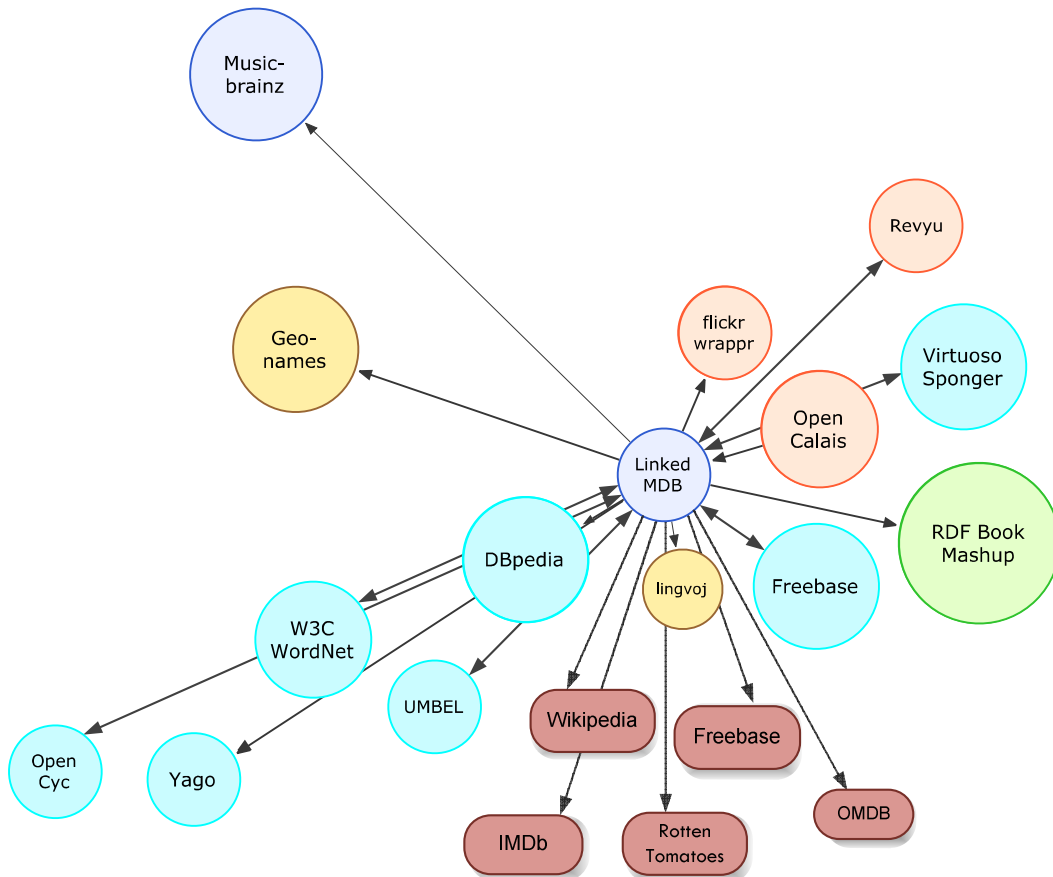 Music-
brainz
Revyu
flickr
wrappr
Geo-
names
Virtuoso
Sponger
Open
Calais
Linked
MDB
RDF Book
Mashup
DBpedia
lingvoj
Freebase
W3C
WordNet
UMBEL
Wikipedia
Freebase
Open
Cyc
Yago
OMDB
IMDb
Rotten
Tomatoes